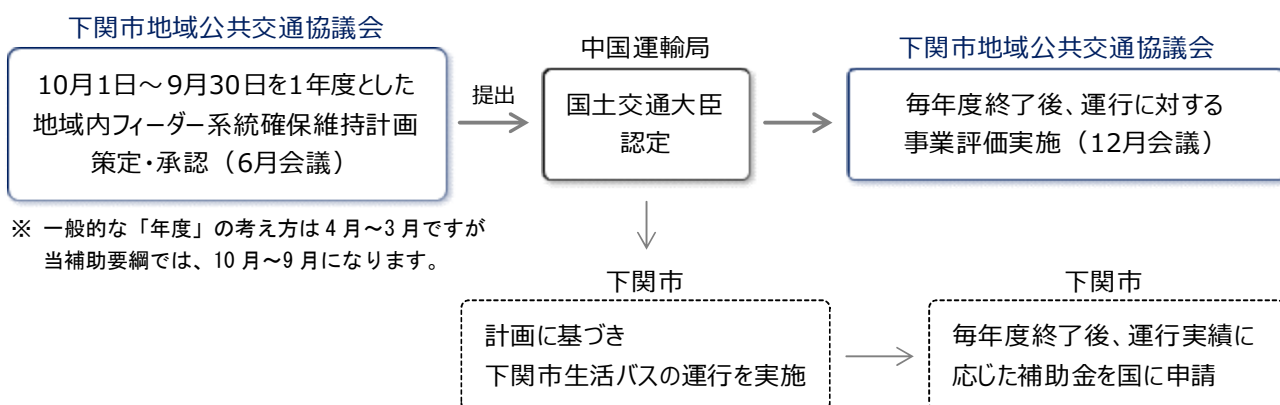 下関市地域公共交通協議会
10月1日～9月30日を1年度とした
地域内フィーダー系統確保維持計画
策定・承認（6月会議）
提出
中国運輸局
国土交通大臣
認定
下関市地域公共交通協議会
毎年度終了後、運行に対する
事業評価実施（12月会議）
※ 一般的な「年度」の考え方は4月～3月ですが
当補助要綱では、10月～9月になります。
下関市
計画に基づき
下関市生活バスの運行を実施
下関市
毎年度終了後、運行実績に
応じた補助金を国に申請